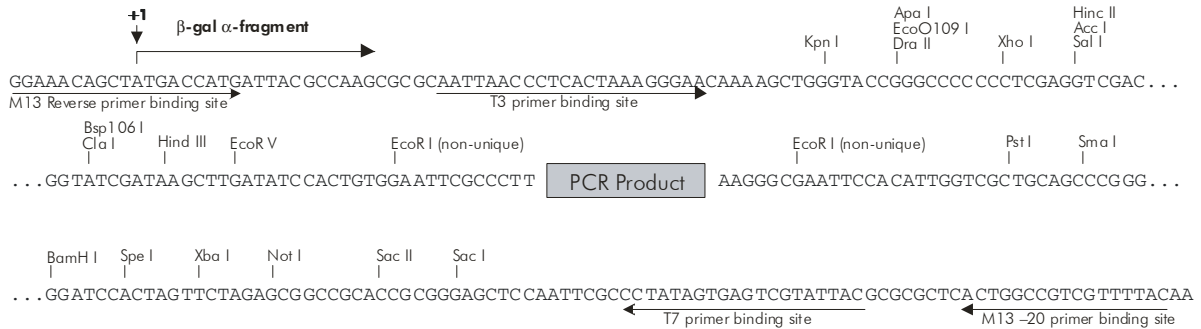 +1
β-gal α-fragment
Apa I
EcoO109 I
Dra II
Hinc II
Acc I
Sal I
Kpn I
Xho I
GGAAACAGCTATGACCATGATTACGCCAAGCGCGCAATTAACCCTCACTAAAGGGAACAAAAGCTGGGTACCGGGCCCCCCCTCGAGGTCGAC...
M13 Reverse primer binding site
T3 primer binding site
Bsp106 I
Cla I
Hind III
EcoR V
EcoR I (non-unique)
EcoR I (non-unique)
Pst I
Sma I
...GGTATCGATAAGCTTGATATCCACTGTGGAATTCGCCCTT PCR Product AAGGGCGAATTCCACATTGGTCGCTGCAGCCCGGG...
BamH I
Spe I
Xba I
Not I
Sac II
Sac I
...GGATCCACTAGTTCTAGAGCGGCCGCACCGCGGGAGCTCCAATTCGCCCTATAGTGAGTCGTATTACGCGCGCTCACTGGCCGTCGTTTTACAA
T7 primer binding site
M13 –20 primer binding site